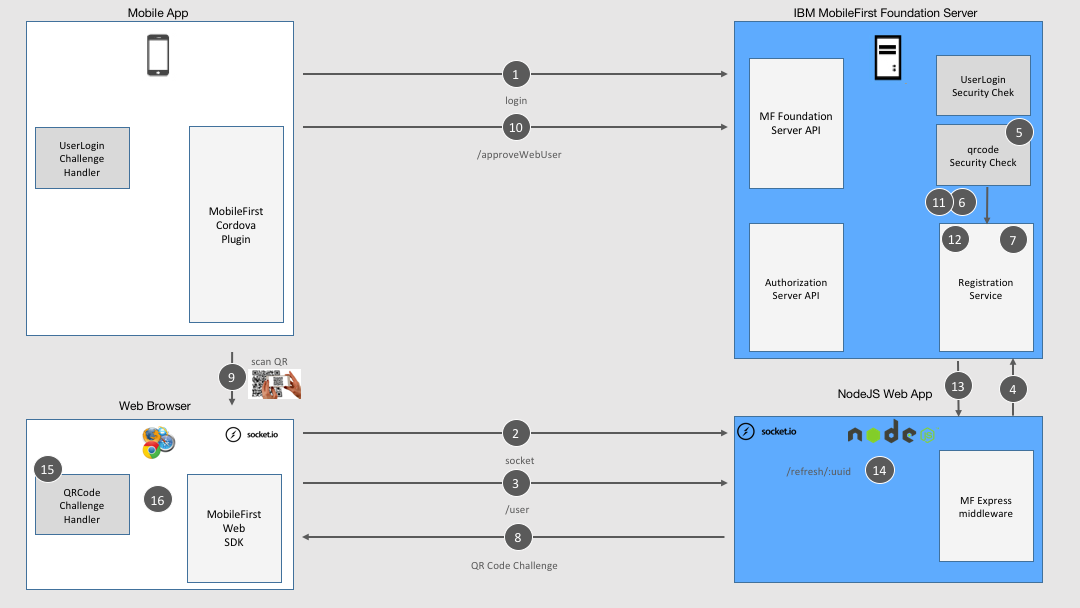 Mobile App
IBM MobileFirst Foundation Server
1
login
10
/approveWebUser
UserLogin
Challenge
Handler
MobileFirst
Cordova
Plugin
MF Foundation
Server API
UserLogin
Security Chek
5
qrcode
Security Check
11
6
12
7
Authorization
Server API
Registration
Service
scan QR
9
13
4
Web Browser
NodeJS Web App
socket.io
2
socket
3
/user
8
QR Code Challenge
15
QRCode
Challenge
Handler
16
MobileFirst
Web
SDK
socket.io
node
/refresh/:uuid
14
MF Express
middleware